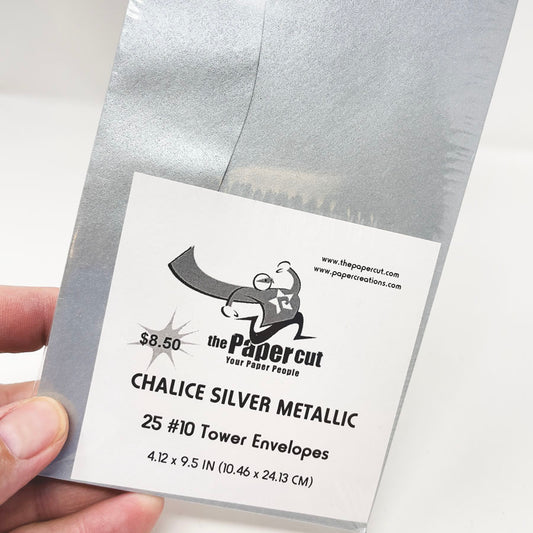 www.thepapercut.com
www.papercreations.com
$8.50
the Paper cut
Your Paper People
CHALICE SILVER METALLIC
25 #10 Tower Envelopes
4.12 x 9.5 IN (10.46 x 24.13 CM)